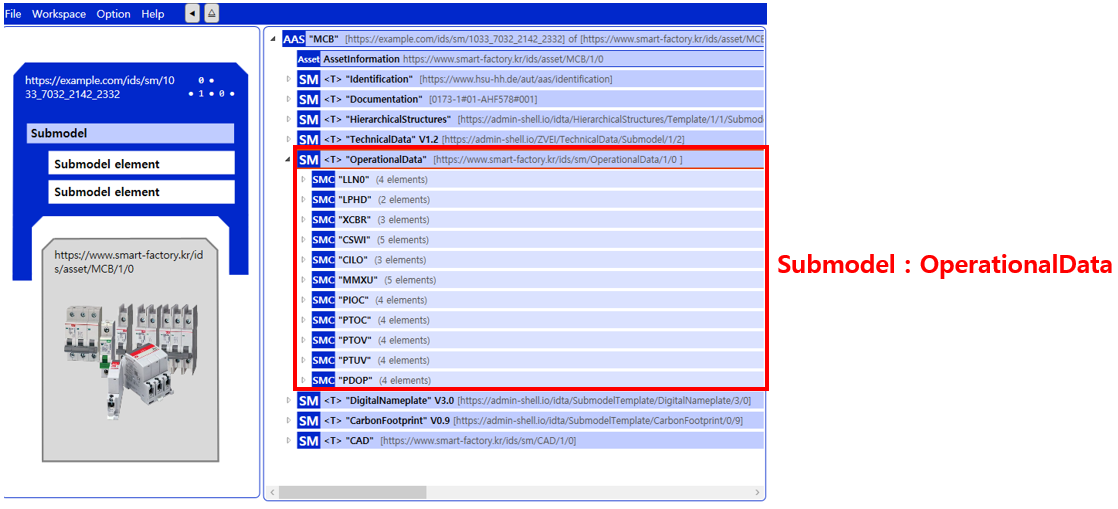 File Workspace Option Help
https://example.com/ids/sm/10
33_7032_2142_2332
0
1 0
Submodel
Submodel element
Submodel element
https://www.smart-factory.kr/id
s/asset/MCB/1/0
AAS "MCB" [https://example.com/ids/sm/1033_7032_2142_2332] of [https://www.smart-factory.kr/ids/asset/MCB
Asset AssetInformation https://www.smart-factory.kr/ids/asset/MCB/1/0
SM <T> "Identification" [https://www.hsu-hh.de/aut/aas/identification]
SM <T> "Documentation" [0173-1#01-AHF578#001]
SM <T> "HierarchicalStructures" [https://admin-shell.io/idta/HierarchicalStructures/Template/1/1/Submod
SM <T> "TechnicalData" V1.2 [https://admin-shell.io/ZVEI/TechnicalData/Submodel/1/2]
SM <T> "OperationalData" [https://www.smart-factory.kr/ids/sm/OperationalData/1/0 ]
SMC "LLN0" (4 elements)
SMC "LPHD" (2 elements)
SMC "XCBR" (3 elements)
SMC "CSWI" (5 elements)
SMC "CILO" (3 elements)
SMC "MMXU" (5 elements)
SMC "PIOC" (4 elements)
SMC "PTOC" (4 elements)
SMC "PTOV" (4 elements)
SMC "PTUV" (4 elements)
SMC "PDOP" (4 elements)
SM <T> "DigitalNameplate" V3.0 [https://admin-shell.io/idta/SubmodelTemplate/DigitalNameplate/3/0]
SM <T> "CarbonFootprint" V0.9 [https://admin-shell.io/idta/SubmodelTemplate/CarbonFootprint/0/9]
SM <T> "CAD" [https://www.smart-factory.kr/ids/sm/CAD/1/0]
Submodel : OperationalData